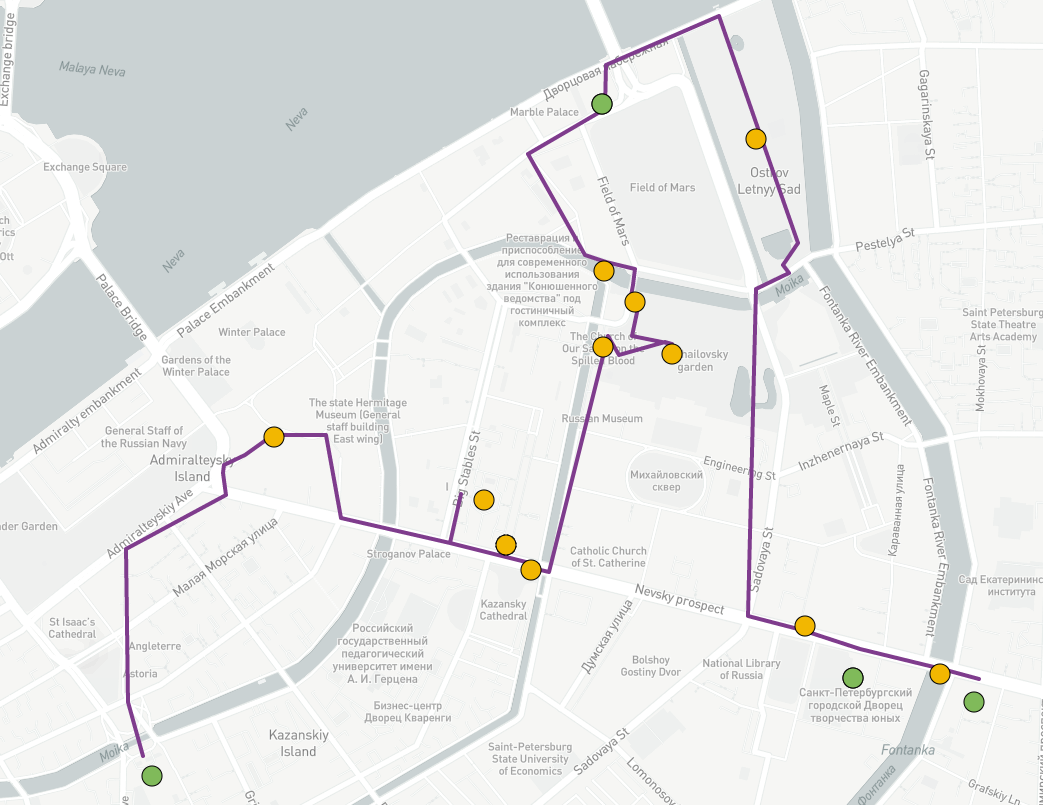 Exchange bridge
Malaya Neva
Neva
Дворцовая набережная
Marble Palace
Gagarinskaya St
Exchange Square
Ostrov
Letnyy Sad
Field of Mars
Field of Mars
Pestelya St
Neva
Palace Bridge
Palace Embankment
Реставрация и
приспособление
для современного
использования
здания "Конюшенного
ведомства" под
гостиничный
комплекс
Moika
Fontanka River Embankment
Saint Petersburg
State Theatre
Arts Academy
Winter Palace
Gardens of the
Winter Palace
The Church of
Our Savior on the
Spilled Blood
Mikhailovsky
garden
Mokhovaya St
Admiralty embankment
The state Hermitage
Museum (General
staff building
East wing)
Maple St
General Staff of
the Russian Navy
Admiralteysky
Island
Russian Museum
Big Stables St
Inzhenernaya St
Engineering St
Михайловский
сквер
Караванная улица
Fontanka River Embankment
der Garden
Admiralteyskiy Ave
Малая Морская улица
Stroganov Palace
Catholic Church
of St. Catherine
Sadovaya St
Nevsky prospect
Сад Екатерининс
института
Kazansky
Cathedral
St Isaac's
Cathedral
Angleterre
Astoria
Российский
государственный
педагогический
университет имени
А. И. Герцена
Думская улица
Bolshoy
Gostiny Dvor
National Library
of Russia
Санкт-Петербургский
городской Дворец
творчества юных
Бизнес-центр
Дворец Кваренги
Kazanskiy
Island
Moika
Saint-Petersburg
State University
of Economics
Sadovaya St
Lomonosov
Fontanka
Фонтанка
Grafskiy Ln